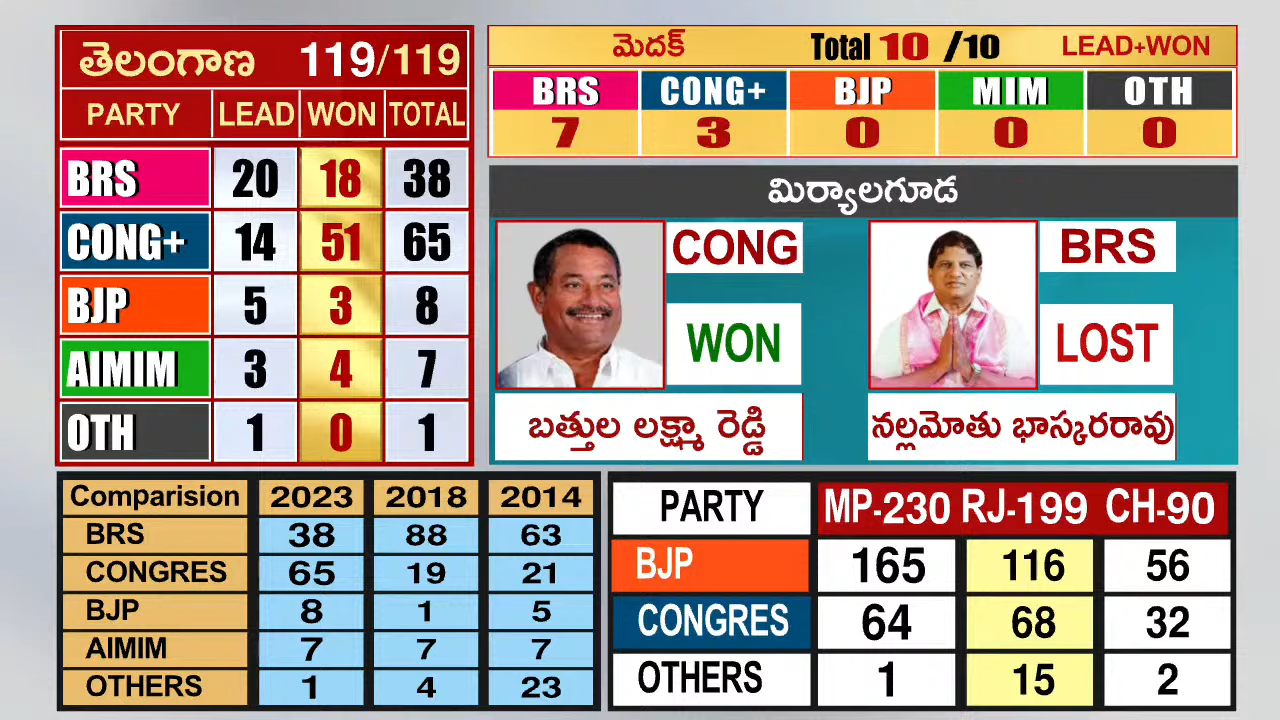 తెలంగాణ 119/119
PARTY LEAD WON TOTAL
BRS 20 18 38
CONG+ 14 51 65
BJP 5 3 8
AIMIM 3 4 7
OTH 1 0 1
మెదక్ Total 10 /10 LEAD+WON
BRS CONG+ BJP MIM OTH
7 3 0 0 0
మిర్యాలగూడ
CONG BRS
WON LOST
బత్తుల లక్ష్మా రెడ్డి నల్లమోతు భాస్కరరావు
Comparision 2023 2018 2014
BRS 38 88 63
CONGRES 65 19 21
BJP 8 1 5
AIMIM 7 7 7
OTHERS 1 4 23
PARTY MP-230 RJ-199 CH-90
BJP 165 116 56
CONGRES 64 68 32
OTHERS 1 15 2